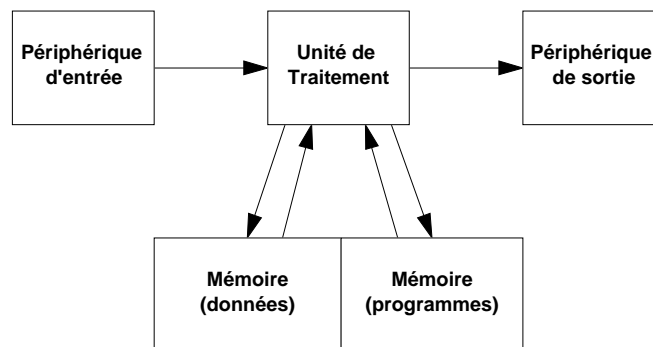 Périphérique
d'entrée
Unité de
Traitement
Périphérique
de sortie
Mémoire
(données)
Mémoire
(programmes)